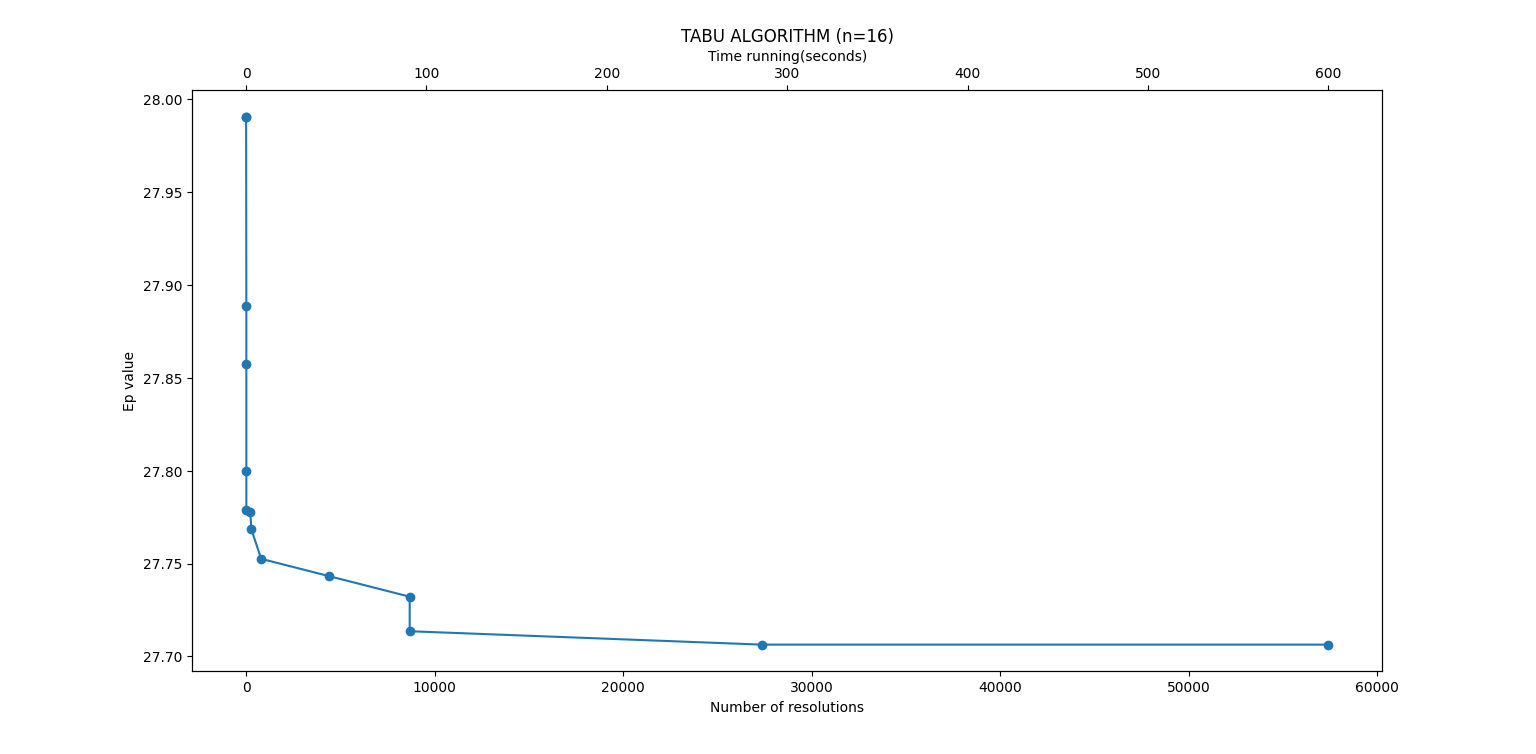 TABU ALGORITHM (n=16)
Time running(seconds)
0 100 200 300 400 500 600
28.00
27.95
27.90
27.85
27.80
27.75
27.70
Ep value
0 10000 20000 30000 40000 50000 60000
Number of resolutions